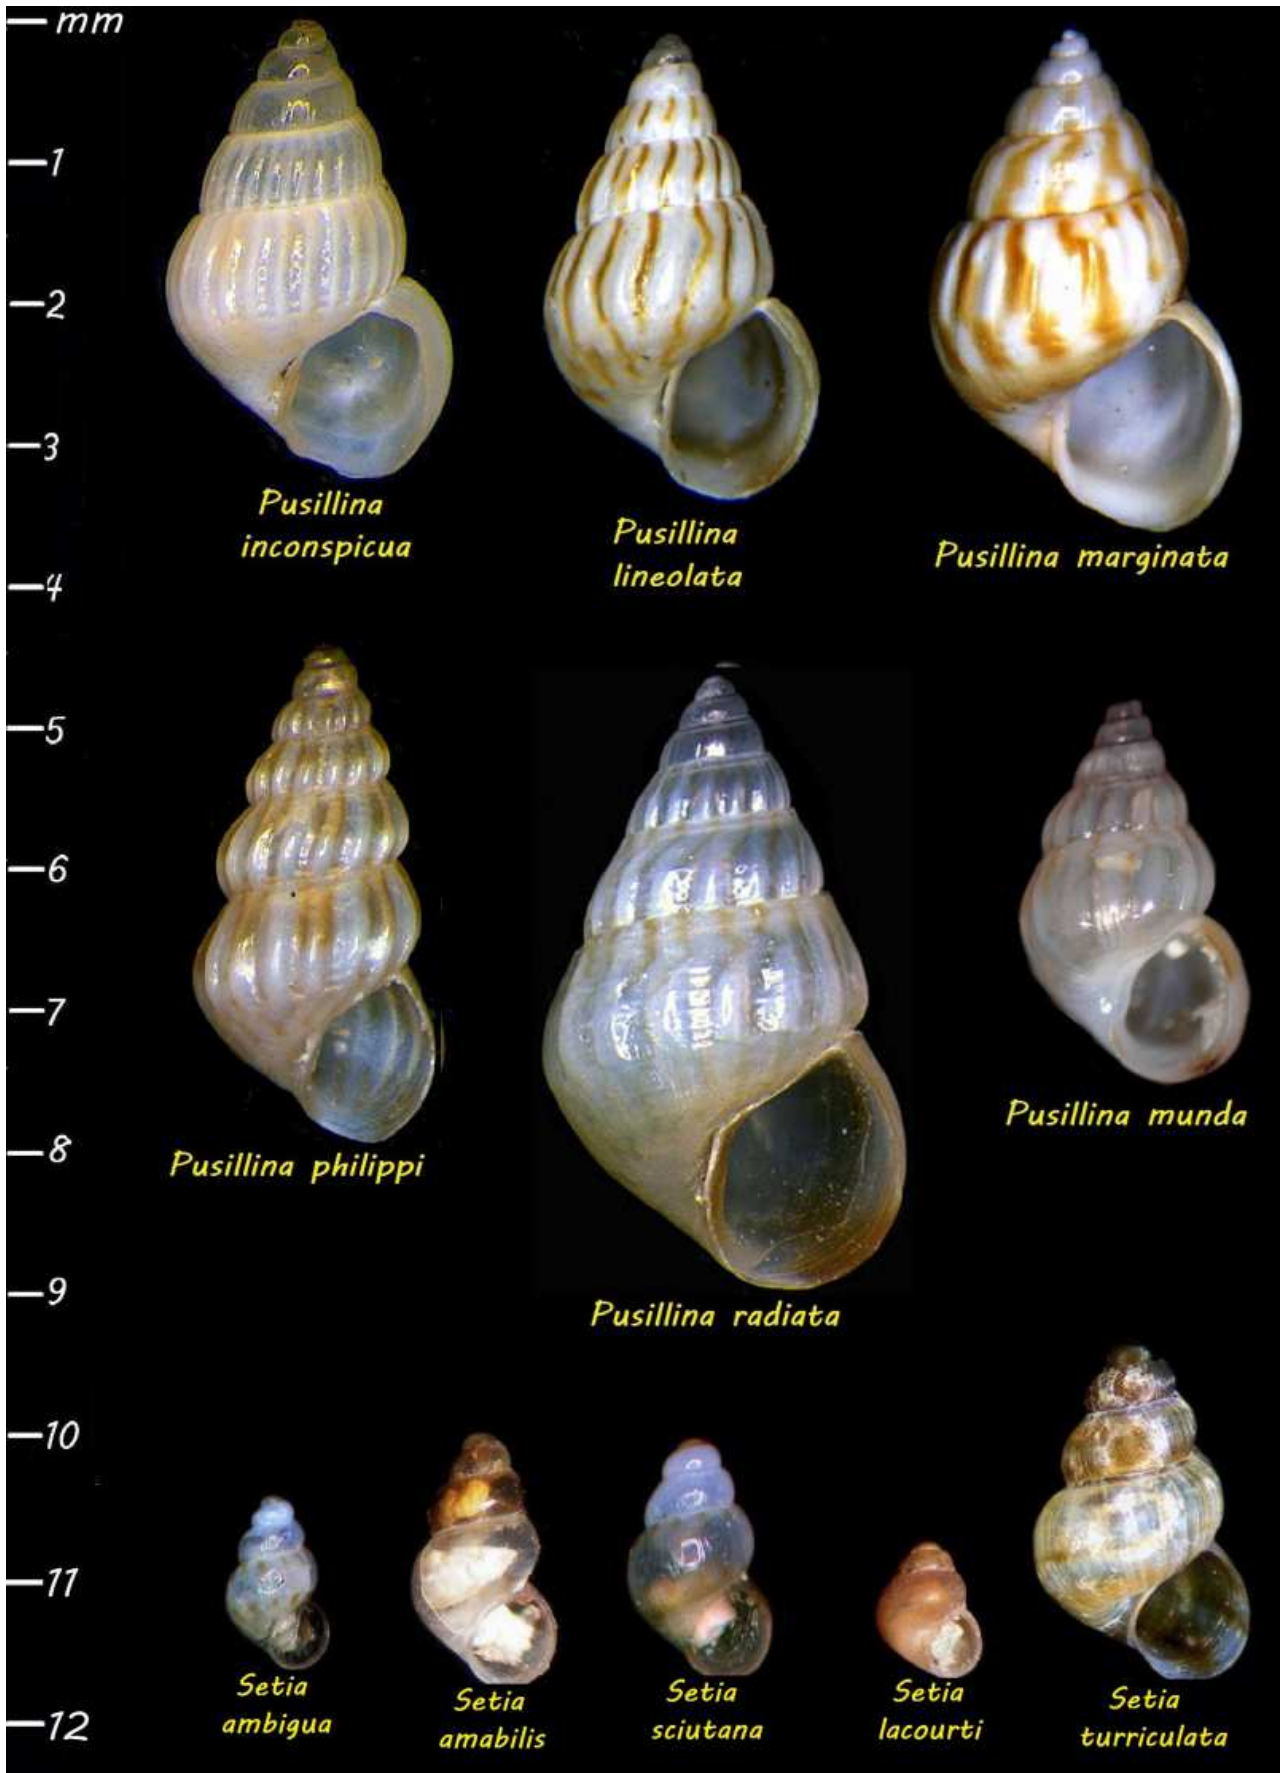 mm
1
2
3
Pusillina
inconspicua
Pusillina
lineolata
Pusillina marginata
4
5
6
7
8
Pusillina philippi
Pusillina munda
9
Pusillina radiata
10
11
Setia
ambigua
Setia
amabilis
Setia
sciutana
Setia
lacourti
Setia
turriculata
12